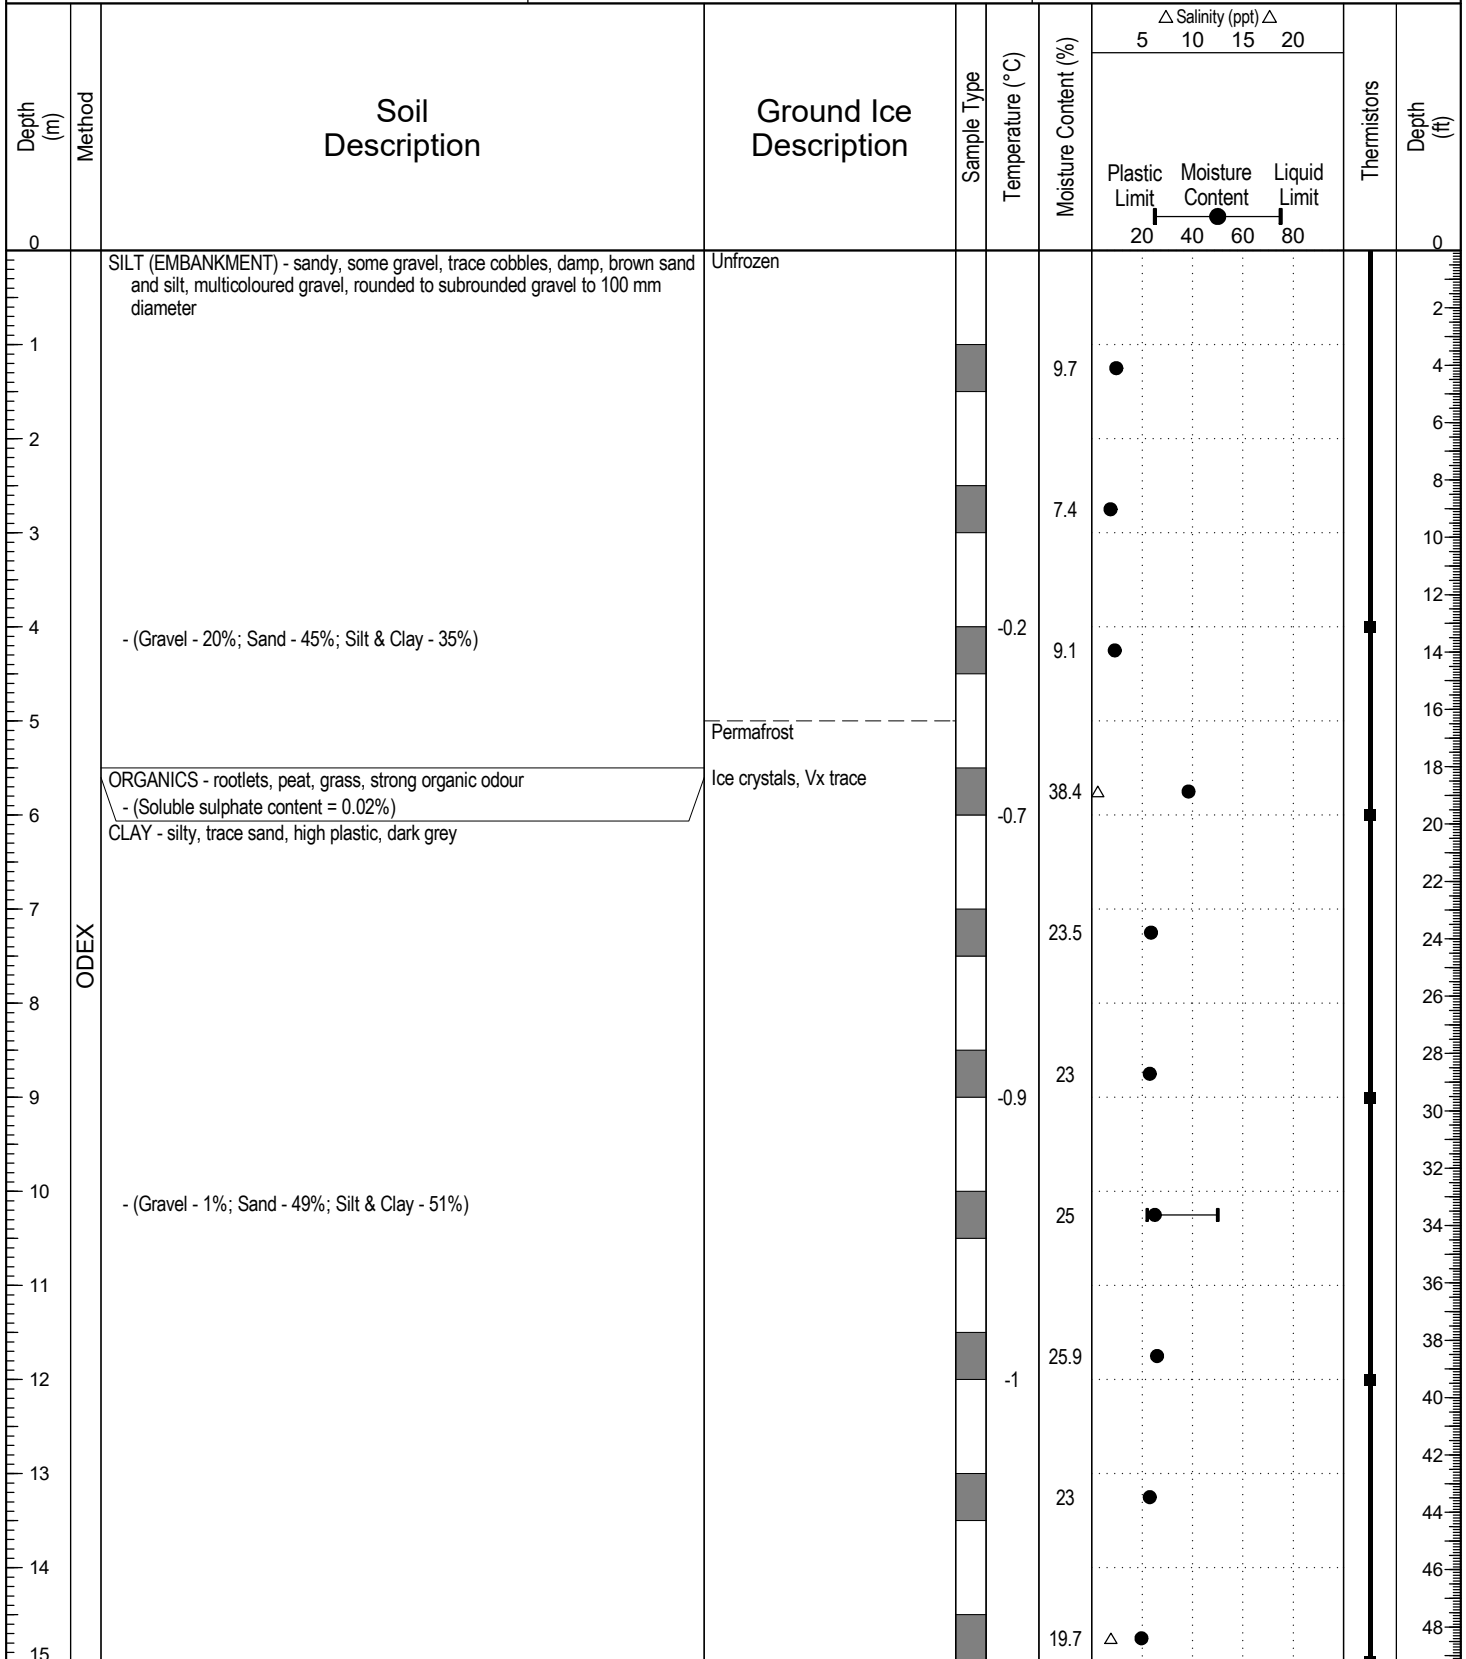 Depth (m)
Method
Soil
Description
Ground Ice
Description
Sample Type
Temperature (°C)
Moisture Content (%)
△ Salinity (ppt) △
5 10 15 20
Plastic Moisture Liquid
Limit Content Limit
20 40 60 80
Thermistors
Depth (ft)
0 0
SILT (EMBANKMENT) - sandy, some gravel, trace cobbles, damp, brown sand Unfrozen
and silt, multicoloured gravel, rounded to subrounded gravel to 100 mm
diameter
2
1
9.7
4
6
2
8
7.4
3
10
12
4 - (Gravel - 20%; Sand - 45%; Silt & Clay - 35%) -0.2
9.1 14
16
5
Permafrost
18
ORGANICS - rootlets, peat, grass, strong organic odour Ice crystals, Vx trace
38.4
- (Soluble sulphate content = 0.02%)
6 -0.7
20
CLAY - silty, trace sand, high plastic, dark grey
22
7
23.5
24
ODEX
8
26
28
23
9 -0.9
30
32
10
- (Gravel - 1%; Sand - 49%; Silt & Clay - 51%)
25
34
11
36
38
25.9
12 -1
40
42
13
23
44
14
46
48
19.7
15